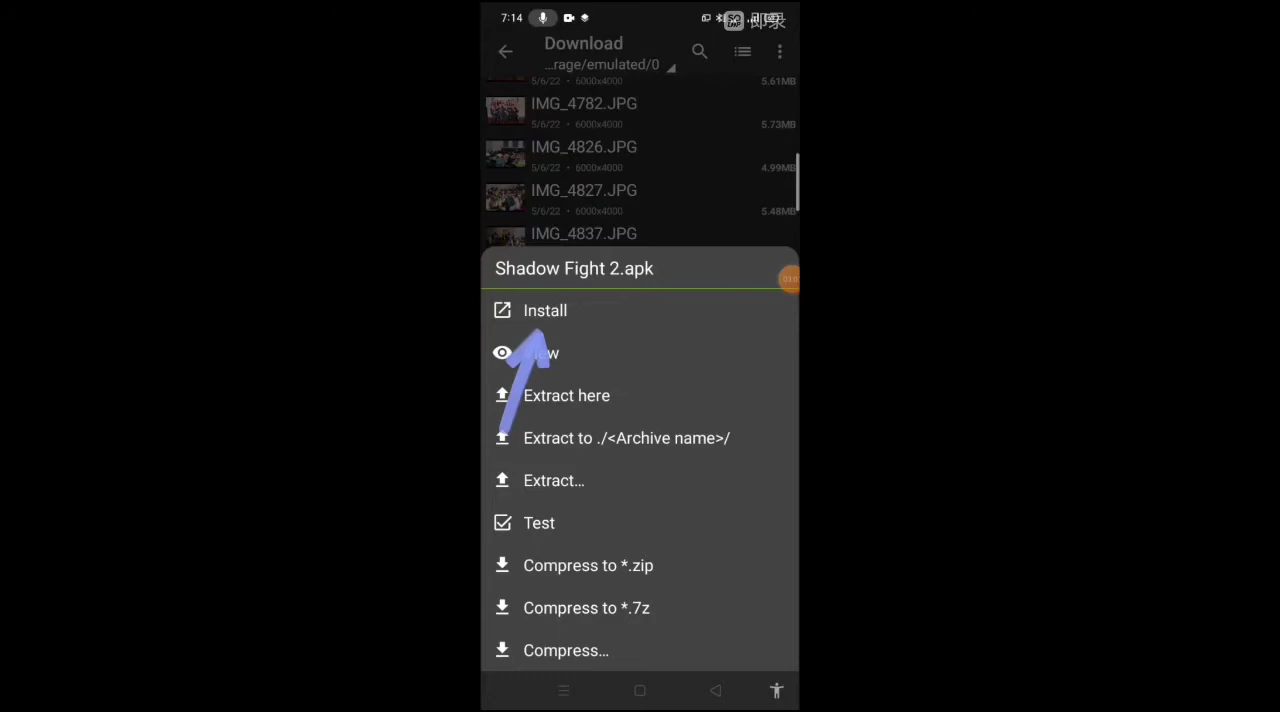 7:14
即录
Download
...rage/emulated/0
5/6/22 • 6000x4000
5.61MB
IMG_4782.JPG
5/6/22 • 6000x4000
5.73MB
IMG_4826.JPG
5/6/22 • 6000x4000
4.99MB
IMG_4827.JPG
5/6/22 • 6000x4000
5.48MB
IMG_4837.JPG
Shadow Fight 2.apk
Install
Extract here
Extract to ./<Archive name>/
Extract...
Test
Compress to *.zip
Compress to *.7z
Compress...